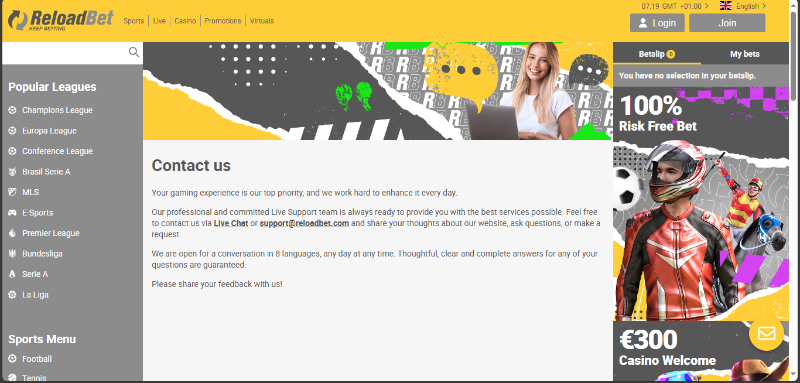 ReloadBet
KEEP BETTING
Sports
Live
Casino
Promotions
Virtuals
07:19 GMT +01:00
English
Login
Join
Popular Leagues
Champions League
Europa League
Conference League
Brasil Serie A
MLS
E-Sports
Premier League
Bundesliga
Serie A
La Liga
Sports Menu
Football
Tennis
Contact us
Your gaming experience is our top priority, and we work hard to enhance it every day.
Our professional and committed Live Support team is always ready to provide you with the best services possible. Feel free
to contact us via Live Chat or support@reloadbet.com and share your thoughts about our website, ask questions, or make a
request.
We are open for a conversation in 8 languages, any day at any time. Thoughtful, clear and complete answers for any of your
questions are guaranteed.
Please share your feedback with us!
Betslip 0
My bets
You have no selection in your betslip.
100%
Risk Free Bet
€300
Casino Welcome